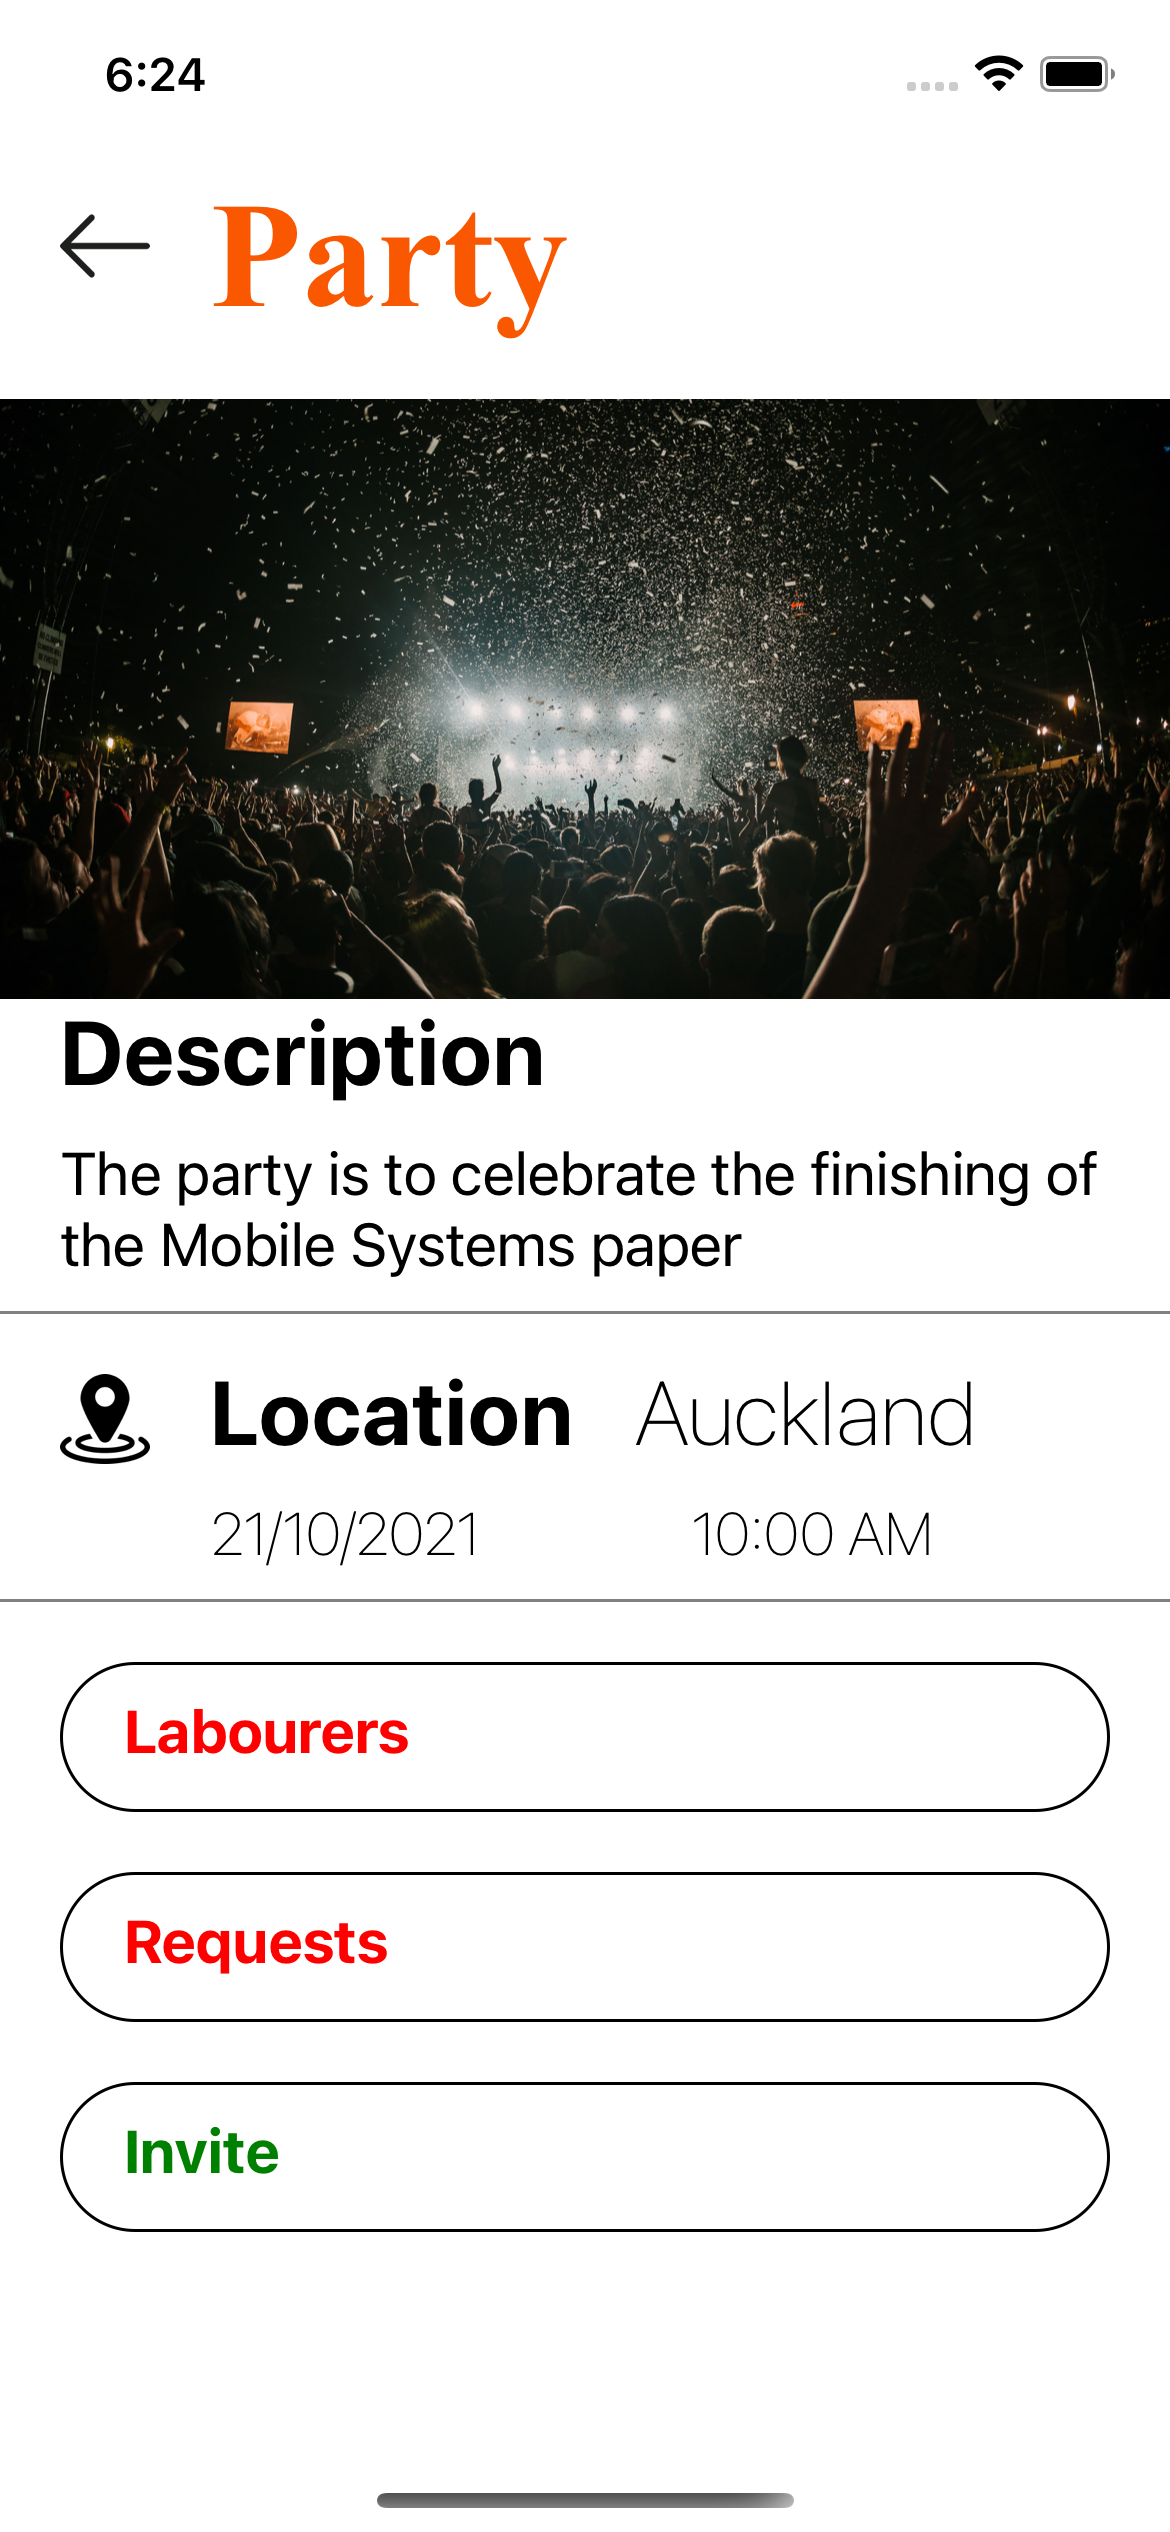 6:24
Party
Description
The party is to celebrate the finishing of
the Mobile Systems paper
Location Auckland
21/10/2021 10:00 AM
Labourers
Requests
Invite